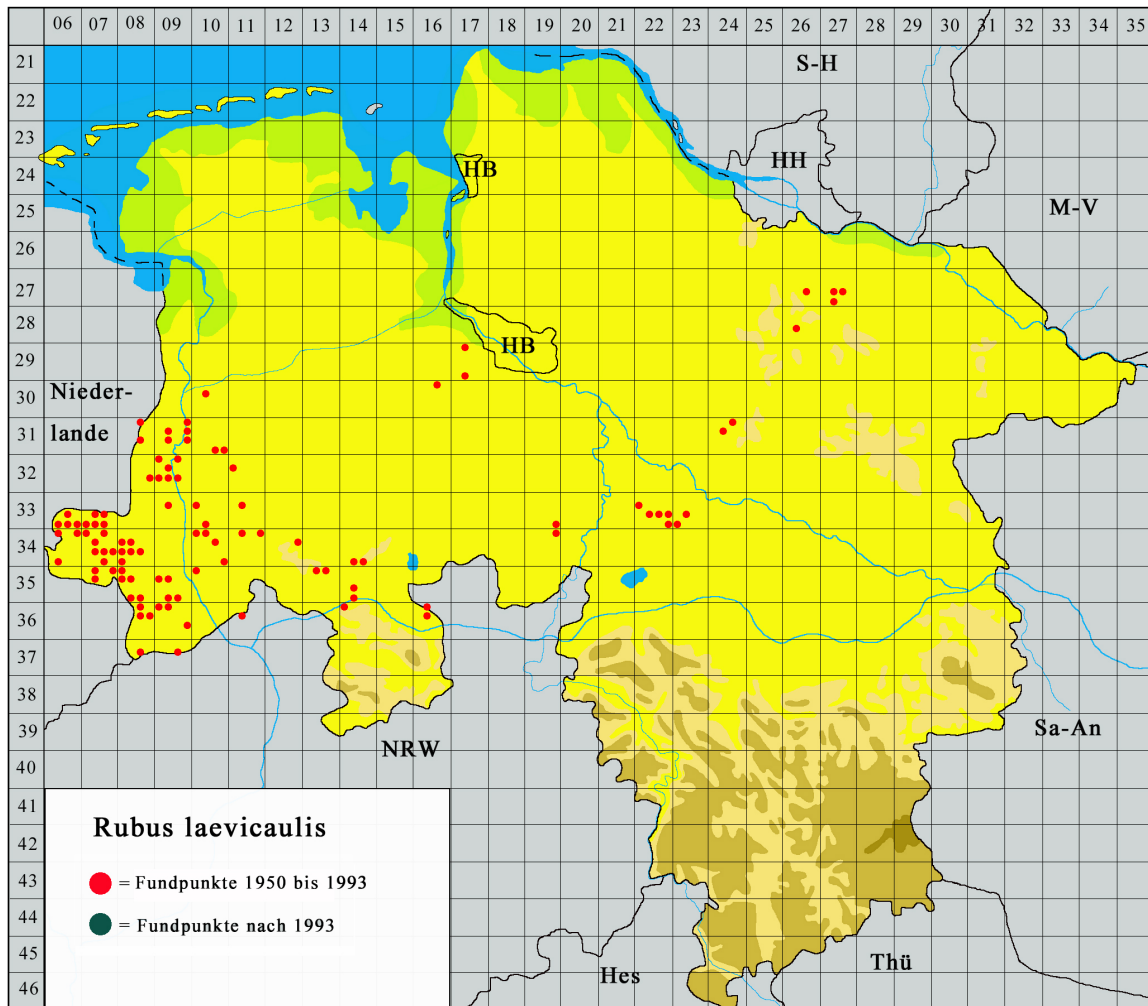 06 07 08 09 10 11 12 13 14 15 16 17 18 19 20 21 22 23 24 25 26 27 28 29 30 31 32 33 34 35
21
S-H
22
23
HH
HB
24
M-V
25
26
27
28
HB
29
Nieder-
30
lande
31
32
33
34
35
36
37
38
39
Sa-An
NRW
40
41
Rubus laevicaulis
42
43
= Fundpunkte 1950 bis 1993
44
= Fundpunkte nach 1993
45
Hes
Thü
46